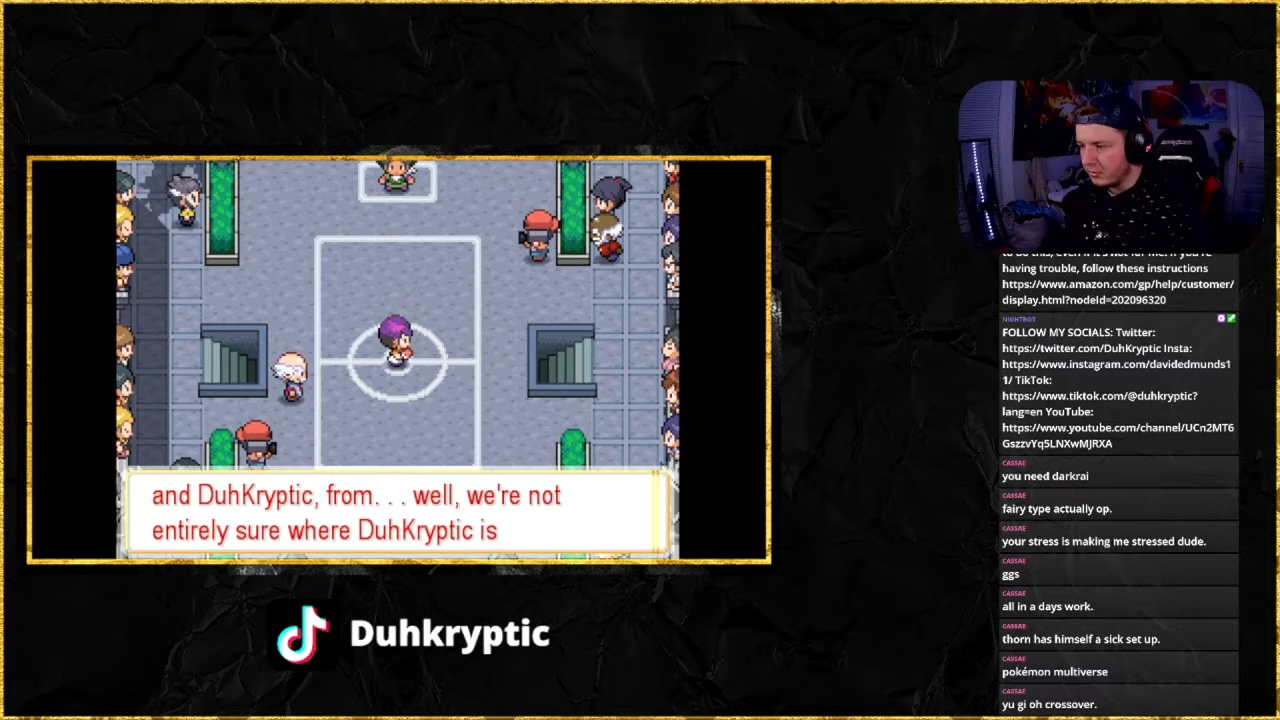 and DuhKryptic, from. . . well, we're not
entirely sure where DuhKryptic is
Duhkryptic
having trouble, follow these instructions
https://www.amazon.com/gp/help/customer/
display.html?nodeId=202096320
NIGHTBOT
FOLLOW MY SOCIALS: Twitter:
https://twitter.com/DuhKryptic Insta:
https://www.instagram.com/davidedmunds1
1/ TikTok:
https://www.tiktok.com/@duhkryptic?
lang=en YouTube:
https://www.youtube.com/channel/UCn2MT6
GszzvYq5LNXwMJRXA
CASSAE
you need darkrai
CASSAE
fairy type actually op.
CASSAE
your stress is making me stressed dude.
CASSAE
ggs
CASSAE
all in a days work.
CASSAE
thorn has himself a sick set up.
CASSAE
pokémon multiverse
CASSAE
yu gi oh crossover.